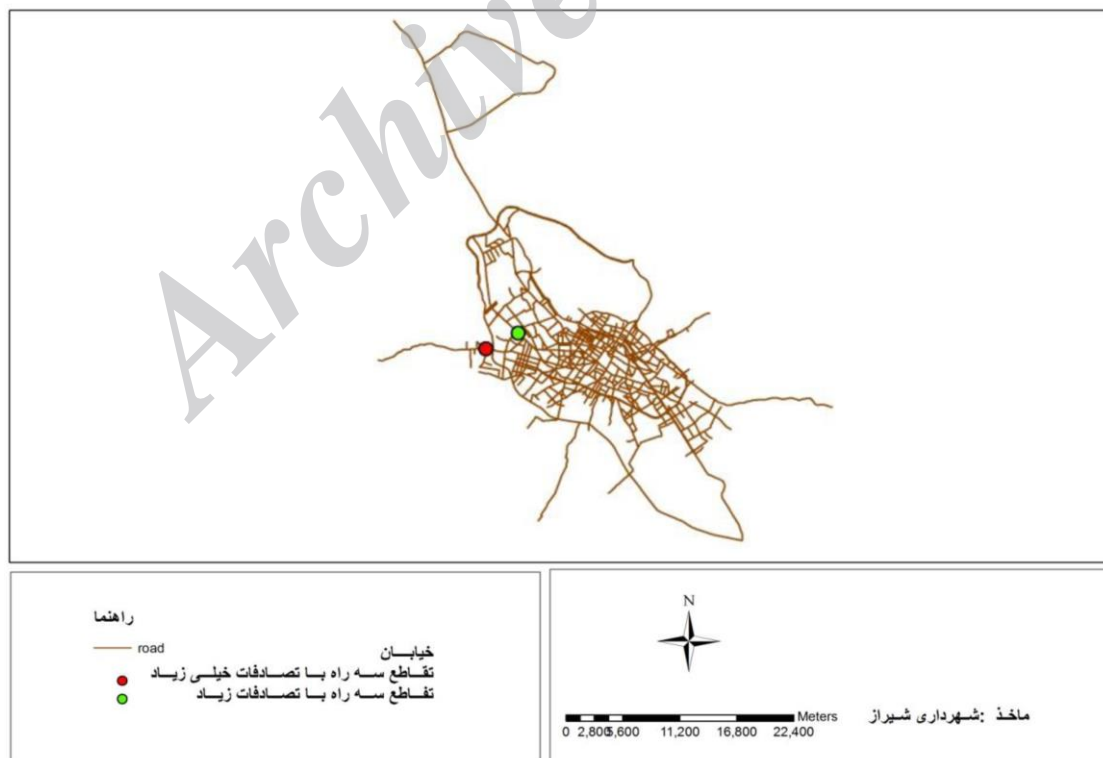 Archive
راهنما
road
خیابان
تقاطع سه راه با تصادفات خیلی زیاد
تقاطع سه راه با تصادفات زیاد
N
Meters
0 2,800 5,600 11,200 16,800 22,400
ماخذ :شهرداری شیراز